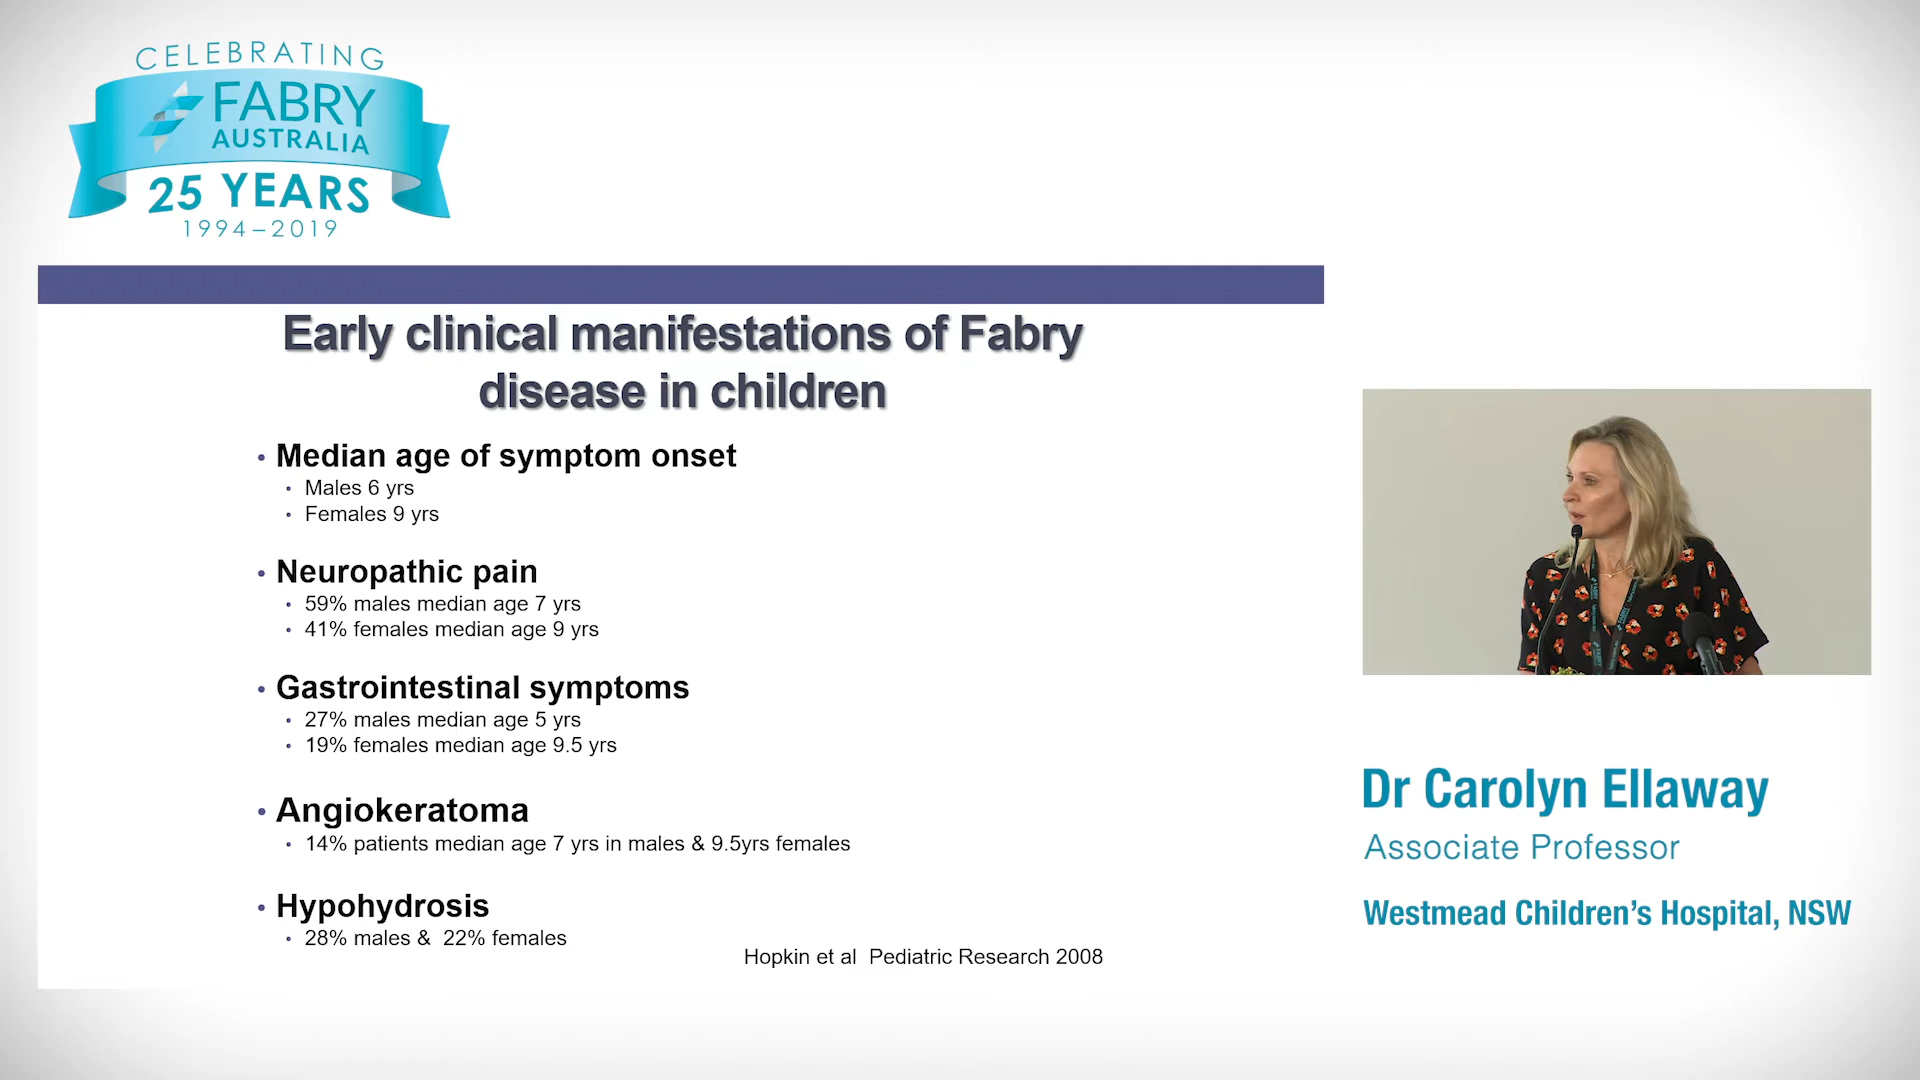 CELEBRATING
FABRY
AUSTRALIA
25 YEARS
1994–2019
Early clinical manifestations of Fabry
disease in children
• Median age of symptom onset
• Males 6 yrs
• Females 9 yrs
• Neuropathic pain
• 59% males median age 7 yrs
• 41% females median age 9 yrs
• Gastrointestinal symptoms
• 27% males median age 5 yrs
• 19% females median age 9.5 yrs
• Angiokeratoma
• 14% patients median age 7 yrs in males & 9.5yrs females
• Hypohydrosis
• 28% males & 22% females
Hopkin et al Pediatric Research 2008
Dr Carolyn Ellaway
Associate Professor
Westmead Children's Hospital, NSW